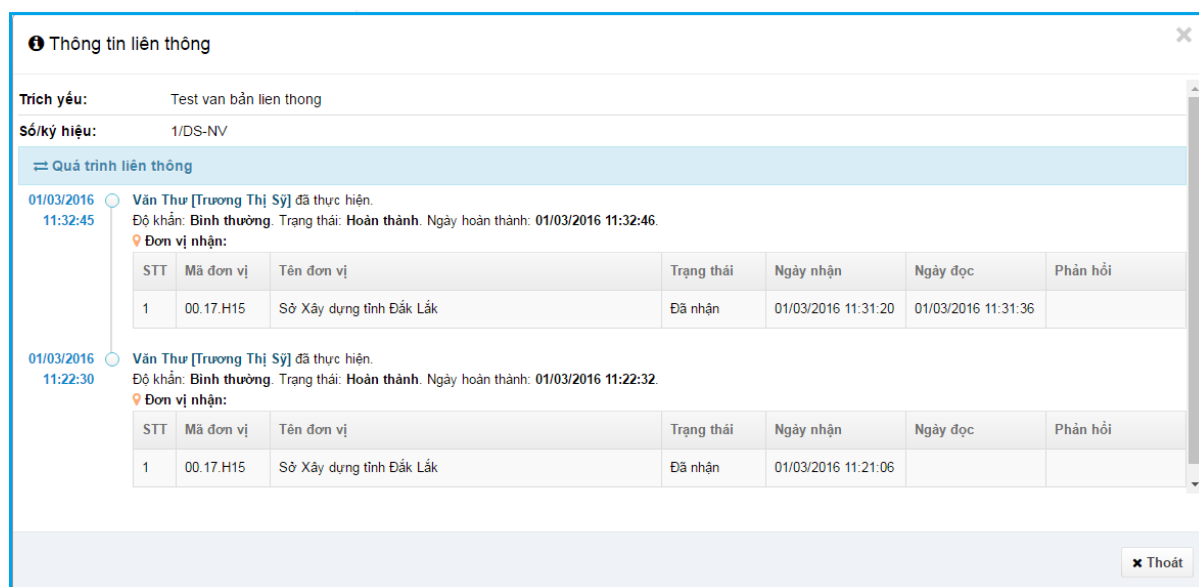 Thông tin liên thông
Trích yếu: Test van bản lien thong
Số/ký hiệu: 1/DS-NV
Quá trình liên thông
01/03/2016 Văn Thư [Trương Thị Sỹ] đã thực hiện.
11:32:45 Độ khẩn: Bình thường. Trạng thái: Hoàn thành. Ngày hoàn thành: 01/03/2016 11:32:46.
Đơn vị nhận:
STT Mã đơn vị Tên đơn vị Trạng thái Ngày nhận Ngày đọc Phản hồi
1 00.17.H15 Sở Xây dựng tỉnh Đắk Lắk Đã nhận 01/03/2016 11:31:20 01/03/2016 11:31:36
01/03/2016 Văn Thư [Trương Thị Sỹ] đã thực hiện.
11:22:30 Độ khẩn: Bình thường. Trạng thái: Hoàn thành. Ngày hoàn thành: 01/03/2016 11:22:32.
Đơn vị nhận:
STT Mã đơn vị Tên đơn vị Trạng thái Ngày nhận Ngày đọc Phản hồi
1 00.17.H15 Sở Xây dựng tỉnh Đắk Lắk Đã nhận 01/03/2016 11:21:06
Thoát